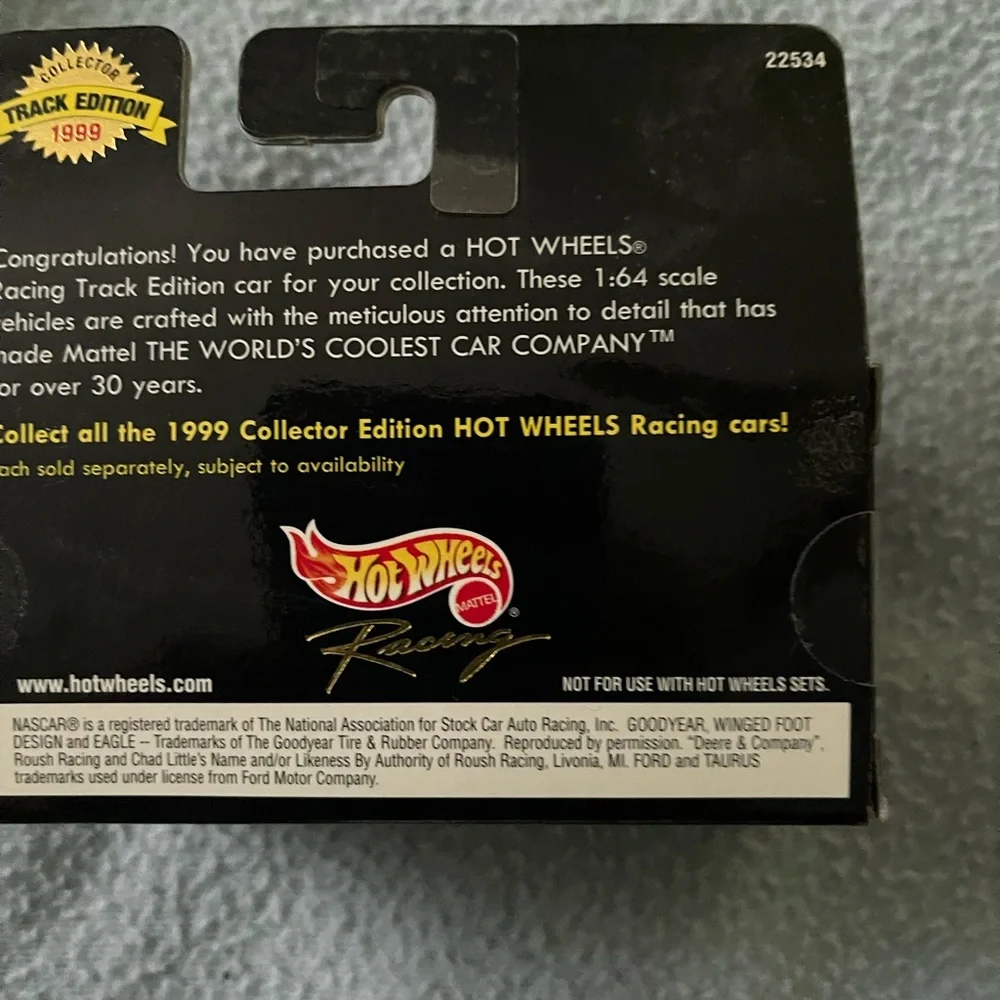 COLLECTOR
TRACK EDITION
1999
22534
Congratulations! You have purchased a HOT WHEELS®
Racing Track Edition car for your collection. These 1:64 scale
vehicles are crafted with the meticulous attention to detail that has
made Mattel THE WORLD'S COOLEST CAR COMPANY™
for over 30 years.
Collect all the 1999 Collector Edition HOT WHEELS Racing cars!
Each sold separately, subject to availability
HOT WHEELS
MATTEL ®
Racing
www.hotwheels.com
NOT FOR USE WITH HOT WHEELS SETS.
NASCAR® is a registered trademark of The National Association for Stock Car Auto Racing, Inc. GOODYEAR, WINGED FOOT
DESIGN and EAGLE – Trademarks of The Goodyear Tire & Rubber Company. Reproduced by permission. "Deere & Company".
Roush Racing and Chad Little's Name and/or Likeness By Authority of Roush Racing, Livonia, MI. FORD and TAURUS
trademarks used under license from Ford Motor Company.